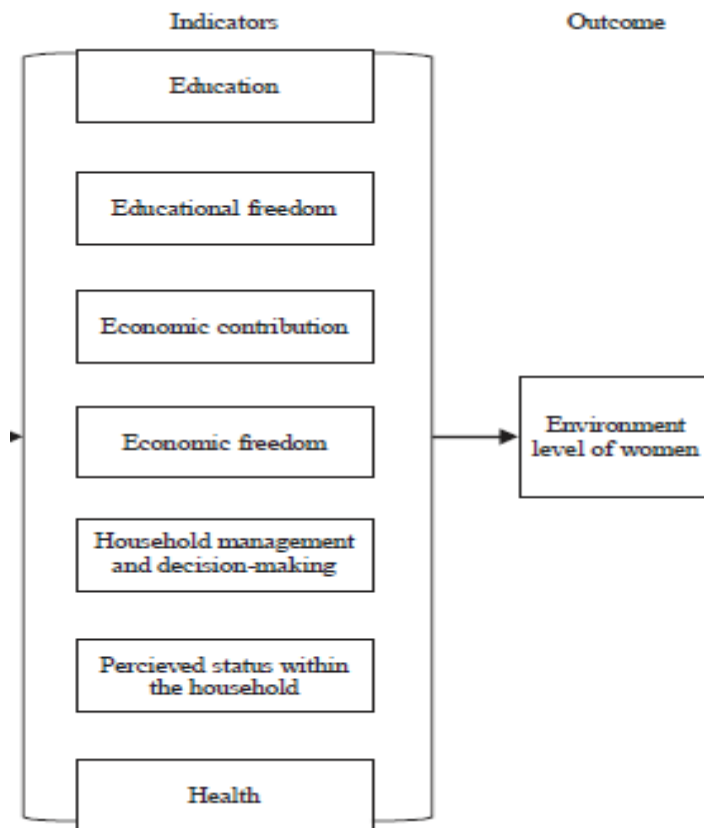 Indicators
Outcome
Education
Educational freedom
Economic contribution
Economic freedom
Environment
level of women
Household management
and decision-making
Percieved status within
the household
Health